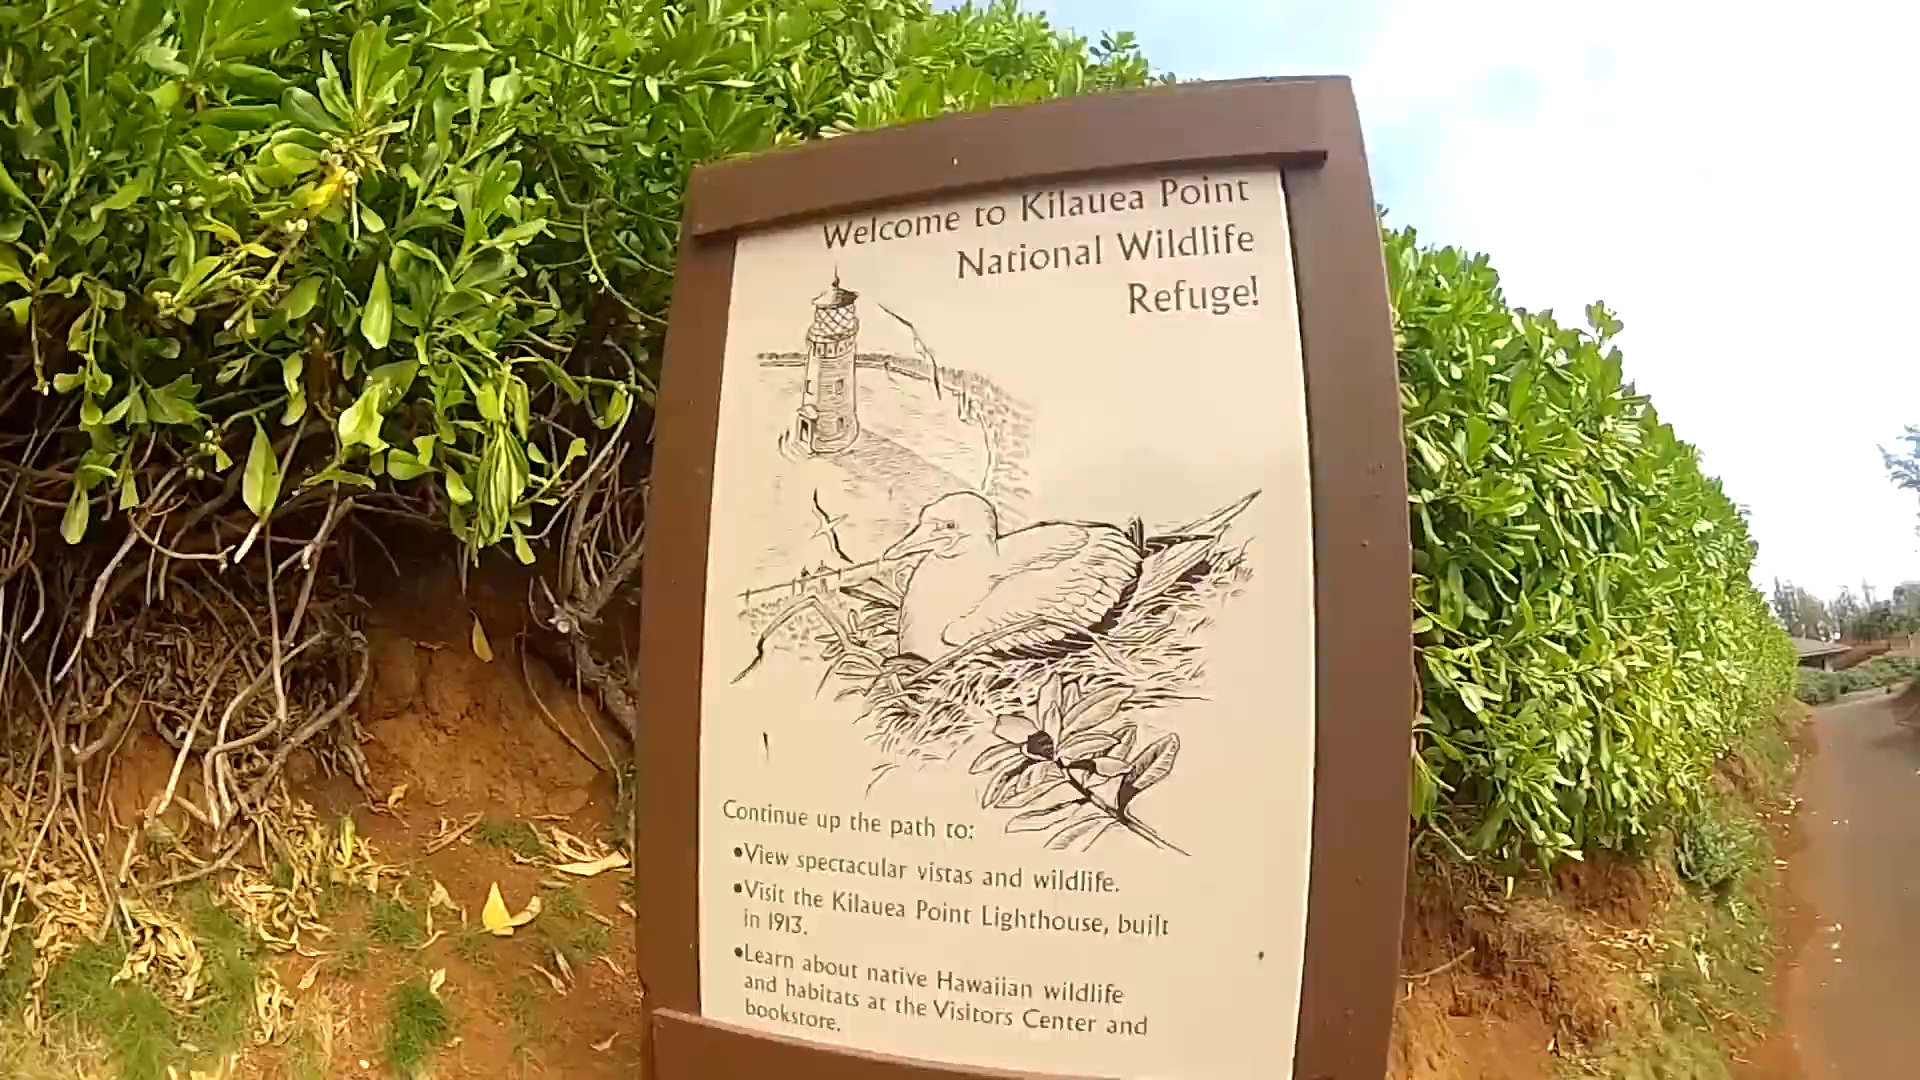 Welcome to Kilauea Point
National Wildlife
Refuge!
Continue up the path to:
•View spectacular vistas and wildlife.
•Visit the Kilauea Point Lighthouse, built
in 1913.
•Learn about native Hawaiian wildlife
and habitats at the Visitors Center and
bookstore.